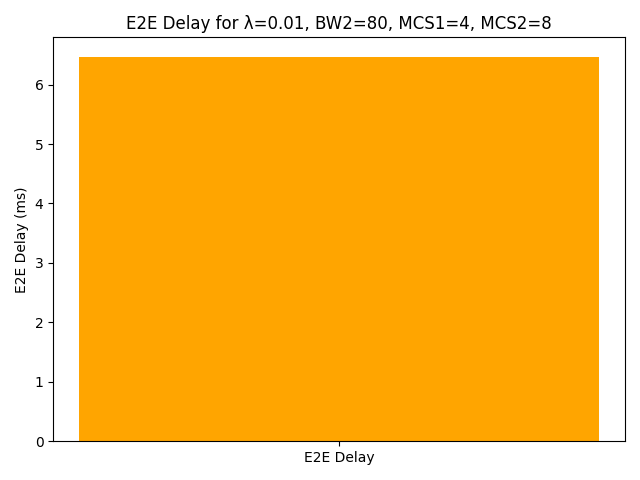 E2E Delay for λ=0.01, BW2=80, MCS1=4, MCS2=8
6
5
4
3
2
1
0
E2E Delay (ms)
E2E Delay